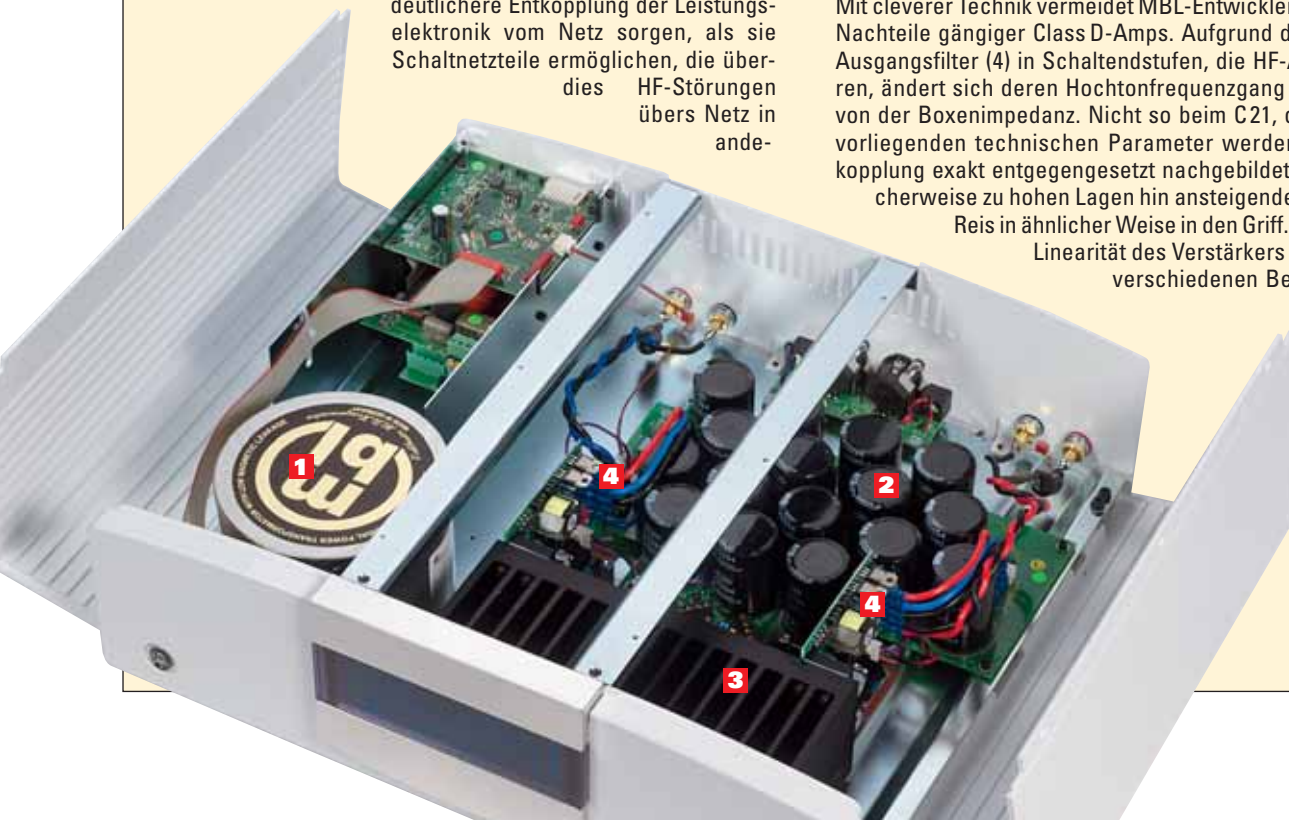 deutlichere Entkopplung der Leistungs-
elektronik vom Netz sorgen, als sie
Schaltnetzteile ermöglichen, die über-
dies HF-Störungen
übers Netz in
ande-
Mit cleverer Technik vermeidet MBL-Entwickler
Nachteile gängiger Class D-Amps. Aufgrund d
Ausgangsfilter (4) in Schaltendstufen, die HF-A
ren, ändert sich deren Hochtonfrequenzgang
von der Boxenimpedanz. Nicht so beim C21, d
vorliegenden technischen Parameter werden
kopplung exakt entgegengesetzt nachgebildet
cherweise zu hohen Lagen hin ansteigende
Reis in ähnlicher Weise in den Griff.
Linearität des Verstärkers
verschiedenen Be
1
mbl
4
2
4
3